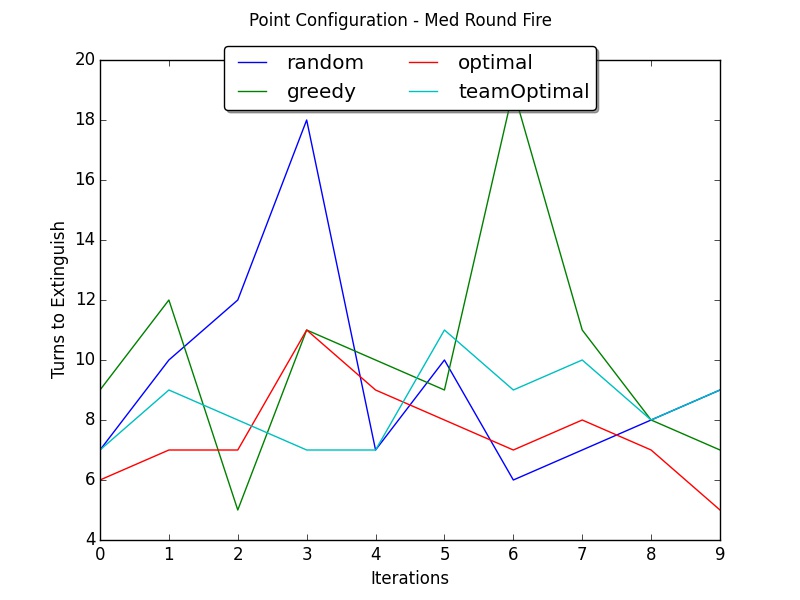 Point Configuration - Med Round Fire
random optimal
greedy teamOptimal
20
18
16
14
12
10
8
6
4
Turns to Extinguish
0 1 2 3 4 5 6 7 8 9
Iterations